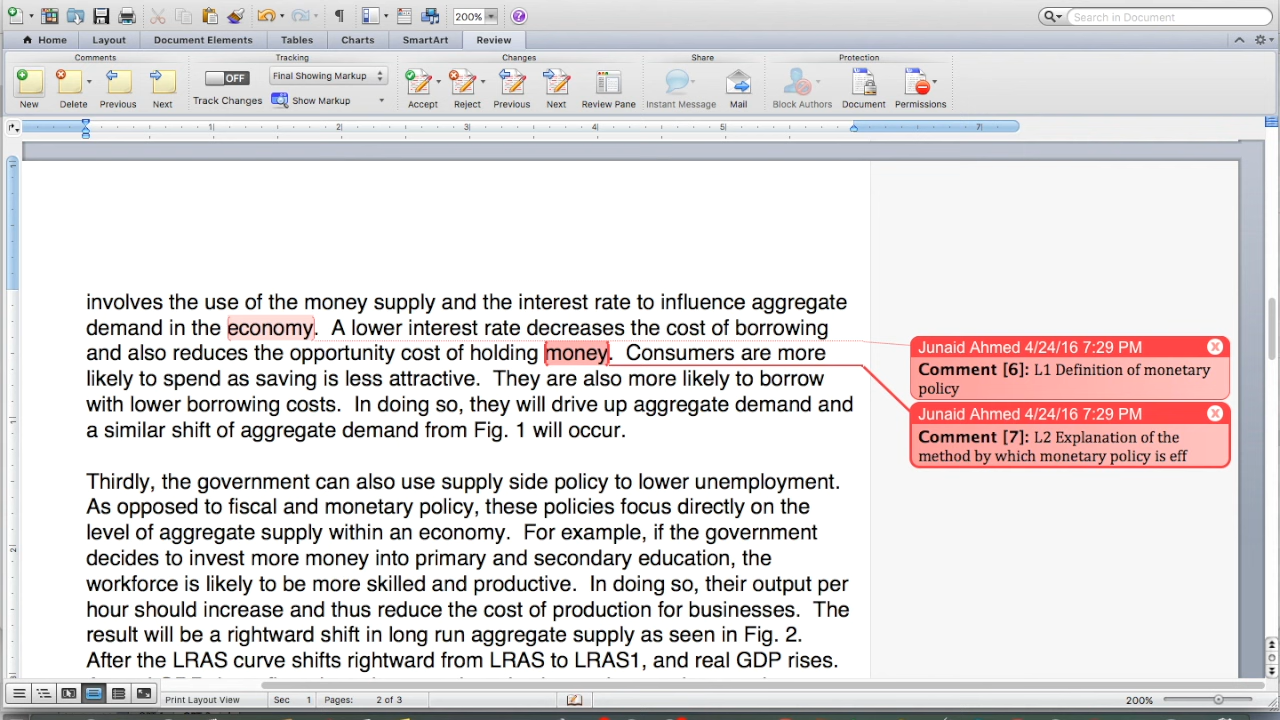 200%
Search in Document
Home Layout Document Elements Tables Charts SmartArt Review
Comments Tracking Changes Share Protection
OFF Final Showing Markup
Track Changes Show Markup
New Delete Previous Next Accept Reject Previous Next Review Pane Instant Message Mail Block Authors Document Permissions
1 2 3 4 5 7
involves the use of the money supply and the interest rate to influence aggregate
demand in the economy.  A lower interest rate decreases the cost of borrowing
and also reduces the opportunity cost of holding money.  Consumers are more
likely to spend as saving is less attractive.  They are also more likely to borrow
with lower borrowing costs.  In doing so, they will drive up aggregate demand and
a similar shift of aggregate demand from Fig. 1 will occur.
Thirdly, the government can also use supply side policy to lower unemployment.
As opposed to fiscal and monetary policy, these policies focus directly on the
level of aggregate supply within an economy.  For example, if the government
decides to invest more money into primary and secondary education, the
workforce is likely to be more skilled and productive.  In doing so, their output per
hour should increase and thus reduce the cost of production for businesses.  The
result will be a rightward shift in long run aggregate supply as seen in Fig. 2.
After the LRAS curve shifts rightward from LRAS to LRAS1, and real GDP rises.
Junaid Ahmed 4/24/16 7:29 PM
Comment [6]: L1 Definition of monetary
policy
Junaid Ahmed 4/24/16 7:29 PM
Comment [7]: L2 Explanation of the
method by which monetary policy is eff
Print Layout View Sec 1 Pages: 2 of 3 200%